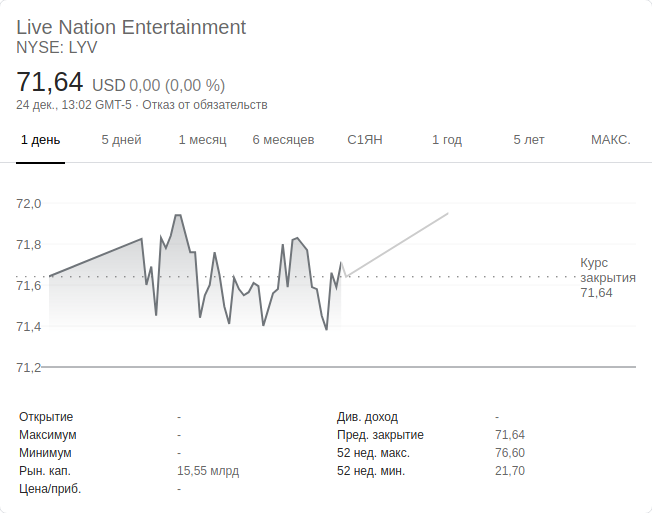 Live Nation Entertainment
NYSE: LYV
71,64 USD 0,00 (0,00 %)
24 дек., 13:02 GMT-5 · Отказ от обязательств
1 день 5 дней 1 месяц 6 месяцев С1ЯН 1 год 5 лет МАКС.
72,0
71,8
71,6
71,4
71,2
Курс
закрытия
71,64
Открытие - Див. доход -
Максимум - Пред. закрытие 71,64
Минимум - 52 нед. макс. 76,60
Рын. кап. 15,55 млрд 52 нед. мин. 21,70
Цена/приб. -